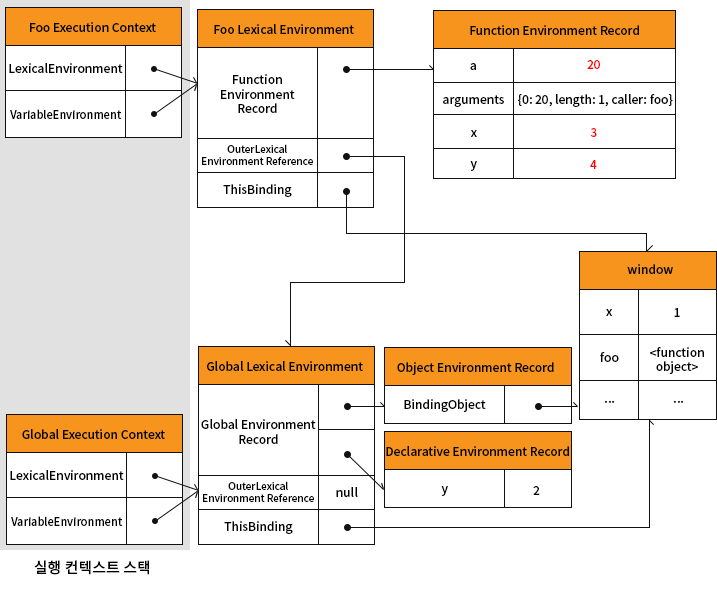 Foo Execution Context
LexicalEnvironment
VariableEnvironment
Foo Lexical Environment
Function
Environment
Record
OuterLexical
Environment Reference
ThisBinding
Function Environment Record
a
20
arguments
{0: 20, length: 1, caller: foo}
x
3
y
4
window
x
1
foo
<function
object>
...
...
Global Lexical Environment
Global Environment
Record
OuterLexical
Environment Reference
null
ThisBinding
Object Environment Record
BindingObject
Declarative Environment Record
y
2
Global Execution Context
LexicalEnvironment
VariableEnvironment
실행 컨텍스트 스택